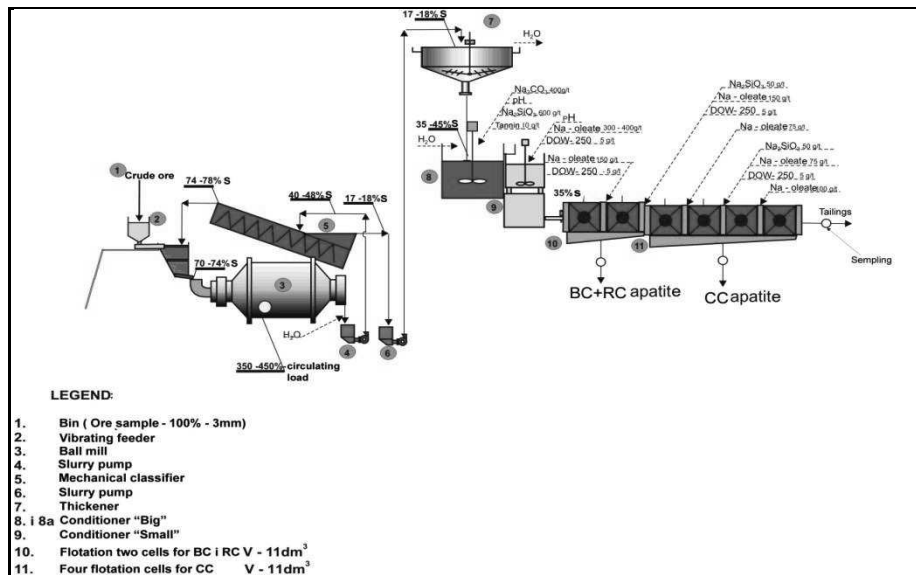 17 -18% S
7
H₂O
Na₂CO₃ 400g/t
pH
Na₂SiO₃ 600 g/t
Tannin 10 g/t
35 -45% S
H₂O
8
pH
Na - oleate 300 - 400g/t
DOW- 250 5 g/t
Na - oleate 150 g/t
DOW- 250 5 g/t
9
Na₂SiO₃ 50 g/t
Na - oleate 150 g/t
DOW- 250 5 g/t
Na - oleate 75 g/t
Na₂SiO₃ 50 g/t
Na - oleate 75 g/t
DOW- 250 5 g/t
Na - oleate g/t
35% S
10
11
Tailings
Sempling
BC+RC apatite
CC apatite
1
Crude ore
2
74 -78% S
40 -48% S
17 -18% S
5
70 -74% S
3
H₂O
4
6
350 -450% -circulating
load
LEGEND:
1. Bin ( Ore sample - 100% - 3mm)
2. Vibrating feeder
3. Ball mill
4. Slurry pump
5. Mechanical classifier
6. Slurry pump
7. Thickener
8. i 8a Conditioner “Big”
9. Conditioner “Small”
10. Flotation two cells for BC i RC V - 11dm³
11. Four flotation cells for CC V - 11dm³